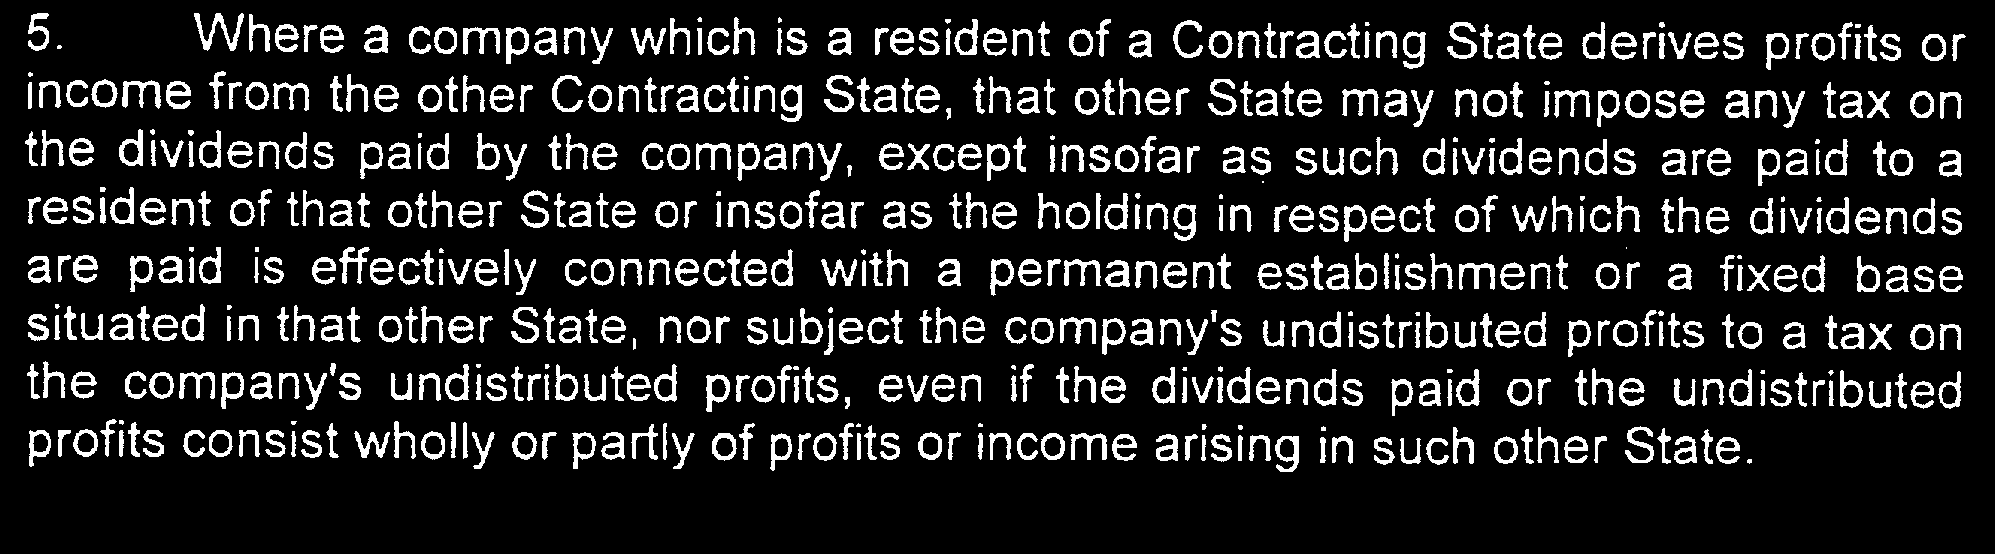 5. Where a company which is a resident of a Contracting State derives profits or
income from the other Contracting State, that other State may not impose any tax on
the dividends paid by the company, except insofar as such dividends are paid to a
resident of that other State or insofar as the holding in respect of which the dividends
are paid is effectively connected with a permanent establishment or a fixed base
situated in that other State, nor subject the company's undistributed profits to a tax on
the company's undistributed profits, even if the dividends paid or the undistributed
profits consist wholly or partly of profits or income arising in such other State.